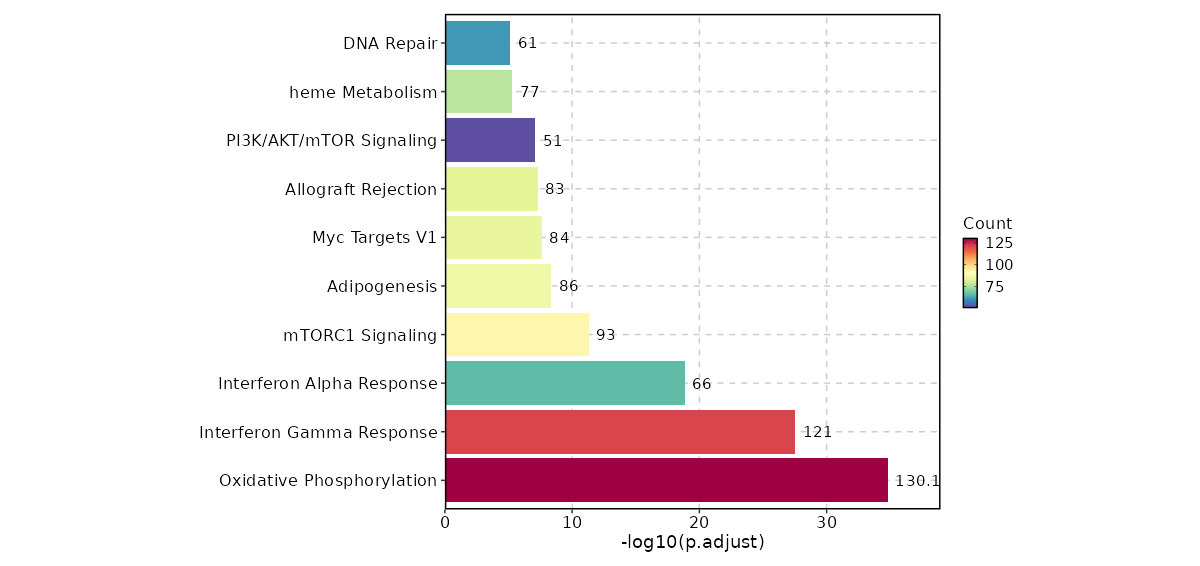 DNA Repair 61
heme Metabolism 77
PI3K/AKT/mTOR Signaling 51
Allograft Rejection 83
Myc Targets V1 84
Adipogenesis 86
mTORC1 Signaling 93
Interferon Alpha Response 66
Interferon Gamma Response 121
Oxidative Phosphorylation 130.1
0 10 20 30
-log10(p.adjust)
Count
125
100
75